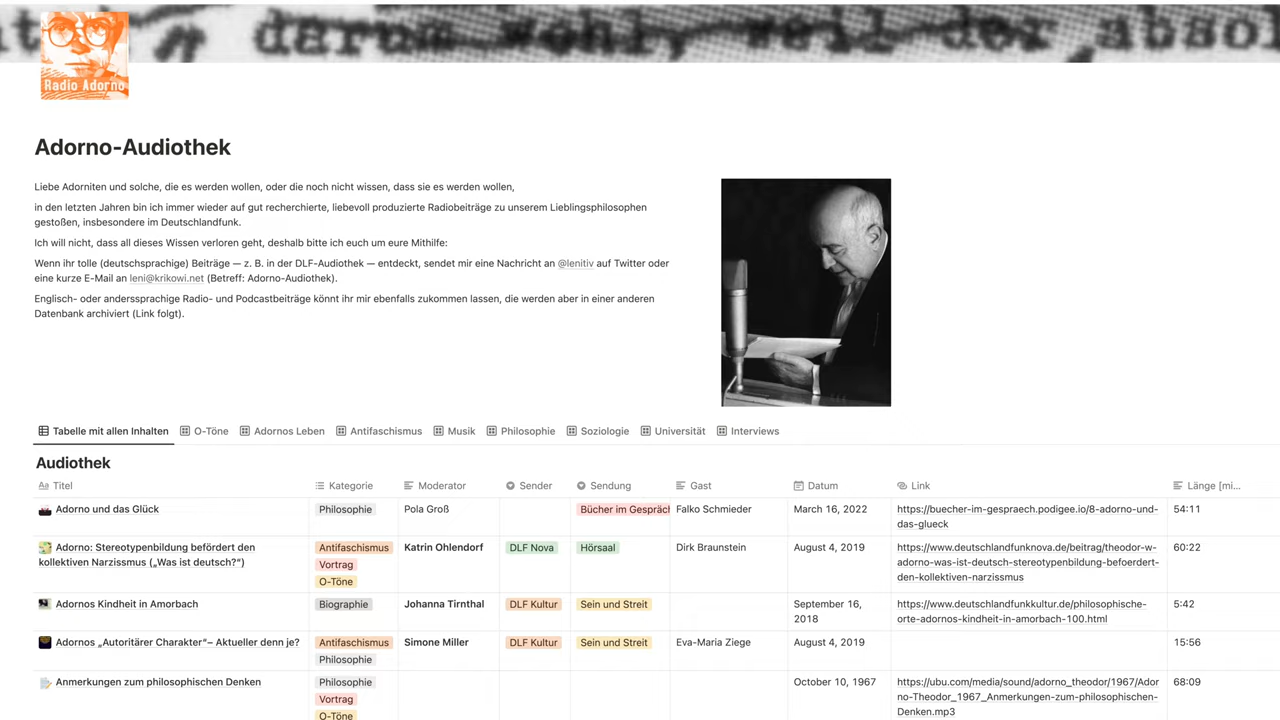 darum wohl, weil der absol
Radio Adorno
Adorno-Audiothek
Liebe Adorniten und solche, die es werden wollen, oder die noch nicht wissen, dass sie es werden wollen,
in den letzten Jahren bin ich immer wieder auf gut recherchierte, liebevoll produzierte Radiobeiträge zu unserem Lieblingsphilosophen
gestoßen, insbesondere im Deutschlandfunk.
Ich will nicht, dass all dieses Wissen verloren geht, deshalb bitte ich euch um eure Mithilfe:
Wenn ihr tolle (deutschsprachige) Beiträge — z. B. in der DLF-Audiothek — entdeckt, sendet mir eine Nachricht an @lenitiv auf Twitter oder
eine kurze E-Mail an leni@krikowi.net (Betreff: Adorno-Audiothek).
Englisch- oder anderssprachige Radio- und Podcastbeiträge könnt ihr mir ebenfalls zukommen lassen, die werden aber in einer anderen
Datenbank archiviert (Link folgt).
Tabelle mit allen Inhalten O-Töne Adornos Leben Antifaschismus Musik Philosophie Soziologie Universität Interviews
Audiothek
Aa Titel Kategorie Moderator Sender Sendung Gast Datum Link Länge [mi...
Adorno und das Glück Philosophie Pola Groß Bücher im Gespräch Falko Schmieder March 16, 2022 https://buecher-im-gespraech.podigee.io/8-adorno-und- 54:11
das-glueck
Adorno: Stereotypenbildung befördert den Antifaschismus Katrin Ohlendorf DLF Nova Hörsaal Dirk Braunstein August 4, 2019 https://www.deutschlandfunknova.de/beitrag/theodor-w- 60:22
kollektiven Narzissmus („Was ist deutsch?") Vortrag adorno-was-ist-deutsch-stereotypenbildung-befoerdert-
O-Töne den-kollektiven-narzissmus
Adornos Kindheit in Amorbach Biographie Johanna Tirnthal DLF Kultur Sein und Streit September 16, https://www.deutschlandfunkkultur.de/philosophische- 5:42
2018 orte-adornos-kindheit-in-amorbach-100.html
Adornos „Autoritärer Charakter"– Aktueller denn je? Antifaschismus Simone Miller DLF Kultur Sein und Streit Eva-Maria Ziege August 4, 2019 15:56
Philosophie
Anmerkungen zum philosophischen Denken Philosophie October 10, 1967 https://ubu.com/media/sound/adorno_theodor/1967/Ador 68:09
Vortrag no-Theodor_1967_Anmerkungen-zum-philosophischen-
O-Töne Denken.mp3